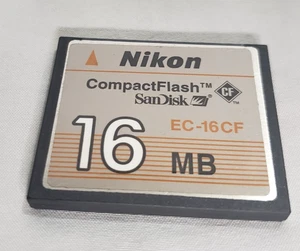 Nikon
CompactFlash™ CF
SanDisk
EC-16CF
16 MB